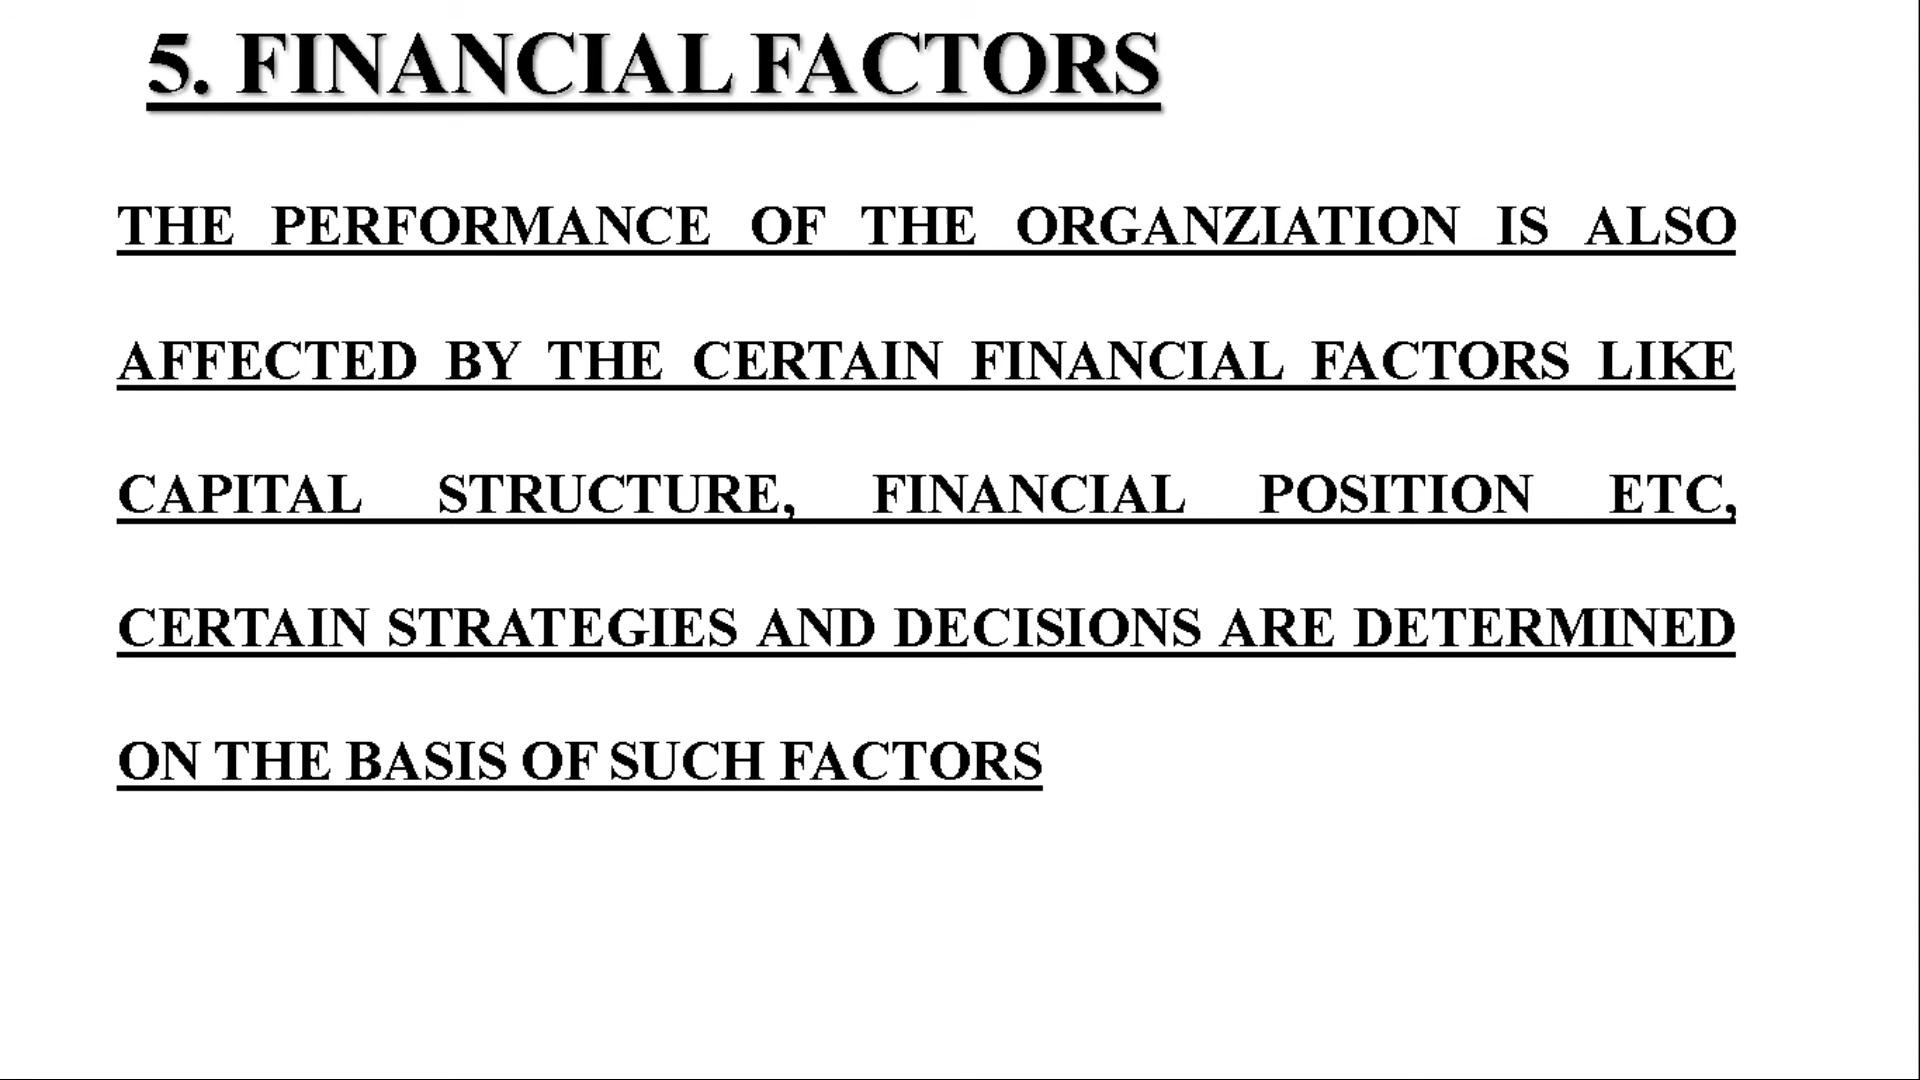 5. FINANCIAL FACTORS
THE PERFORMANCE OF THE ORGANZIATION IS ALSO
AFFECTED BY THE CERTAIN FINANCIAL FACTORS LIKE
CAPITAL STRUCTURE, FINANCIAL POSITION ETC,
CERTAIN STRATEGIES AND DECISIONS ARE DETERMINED
ON THE BASIS OF SUCH FACTORS